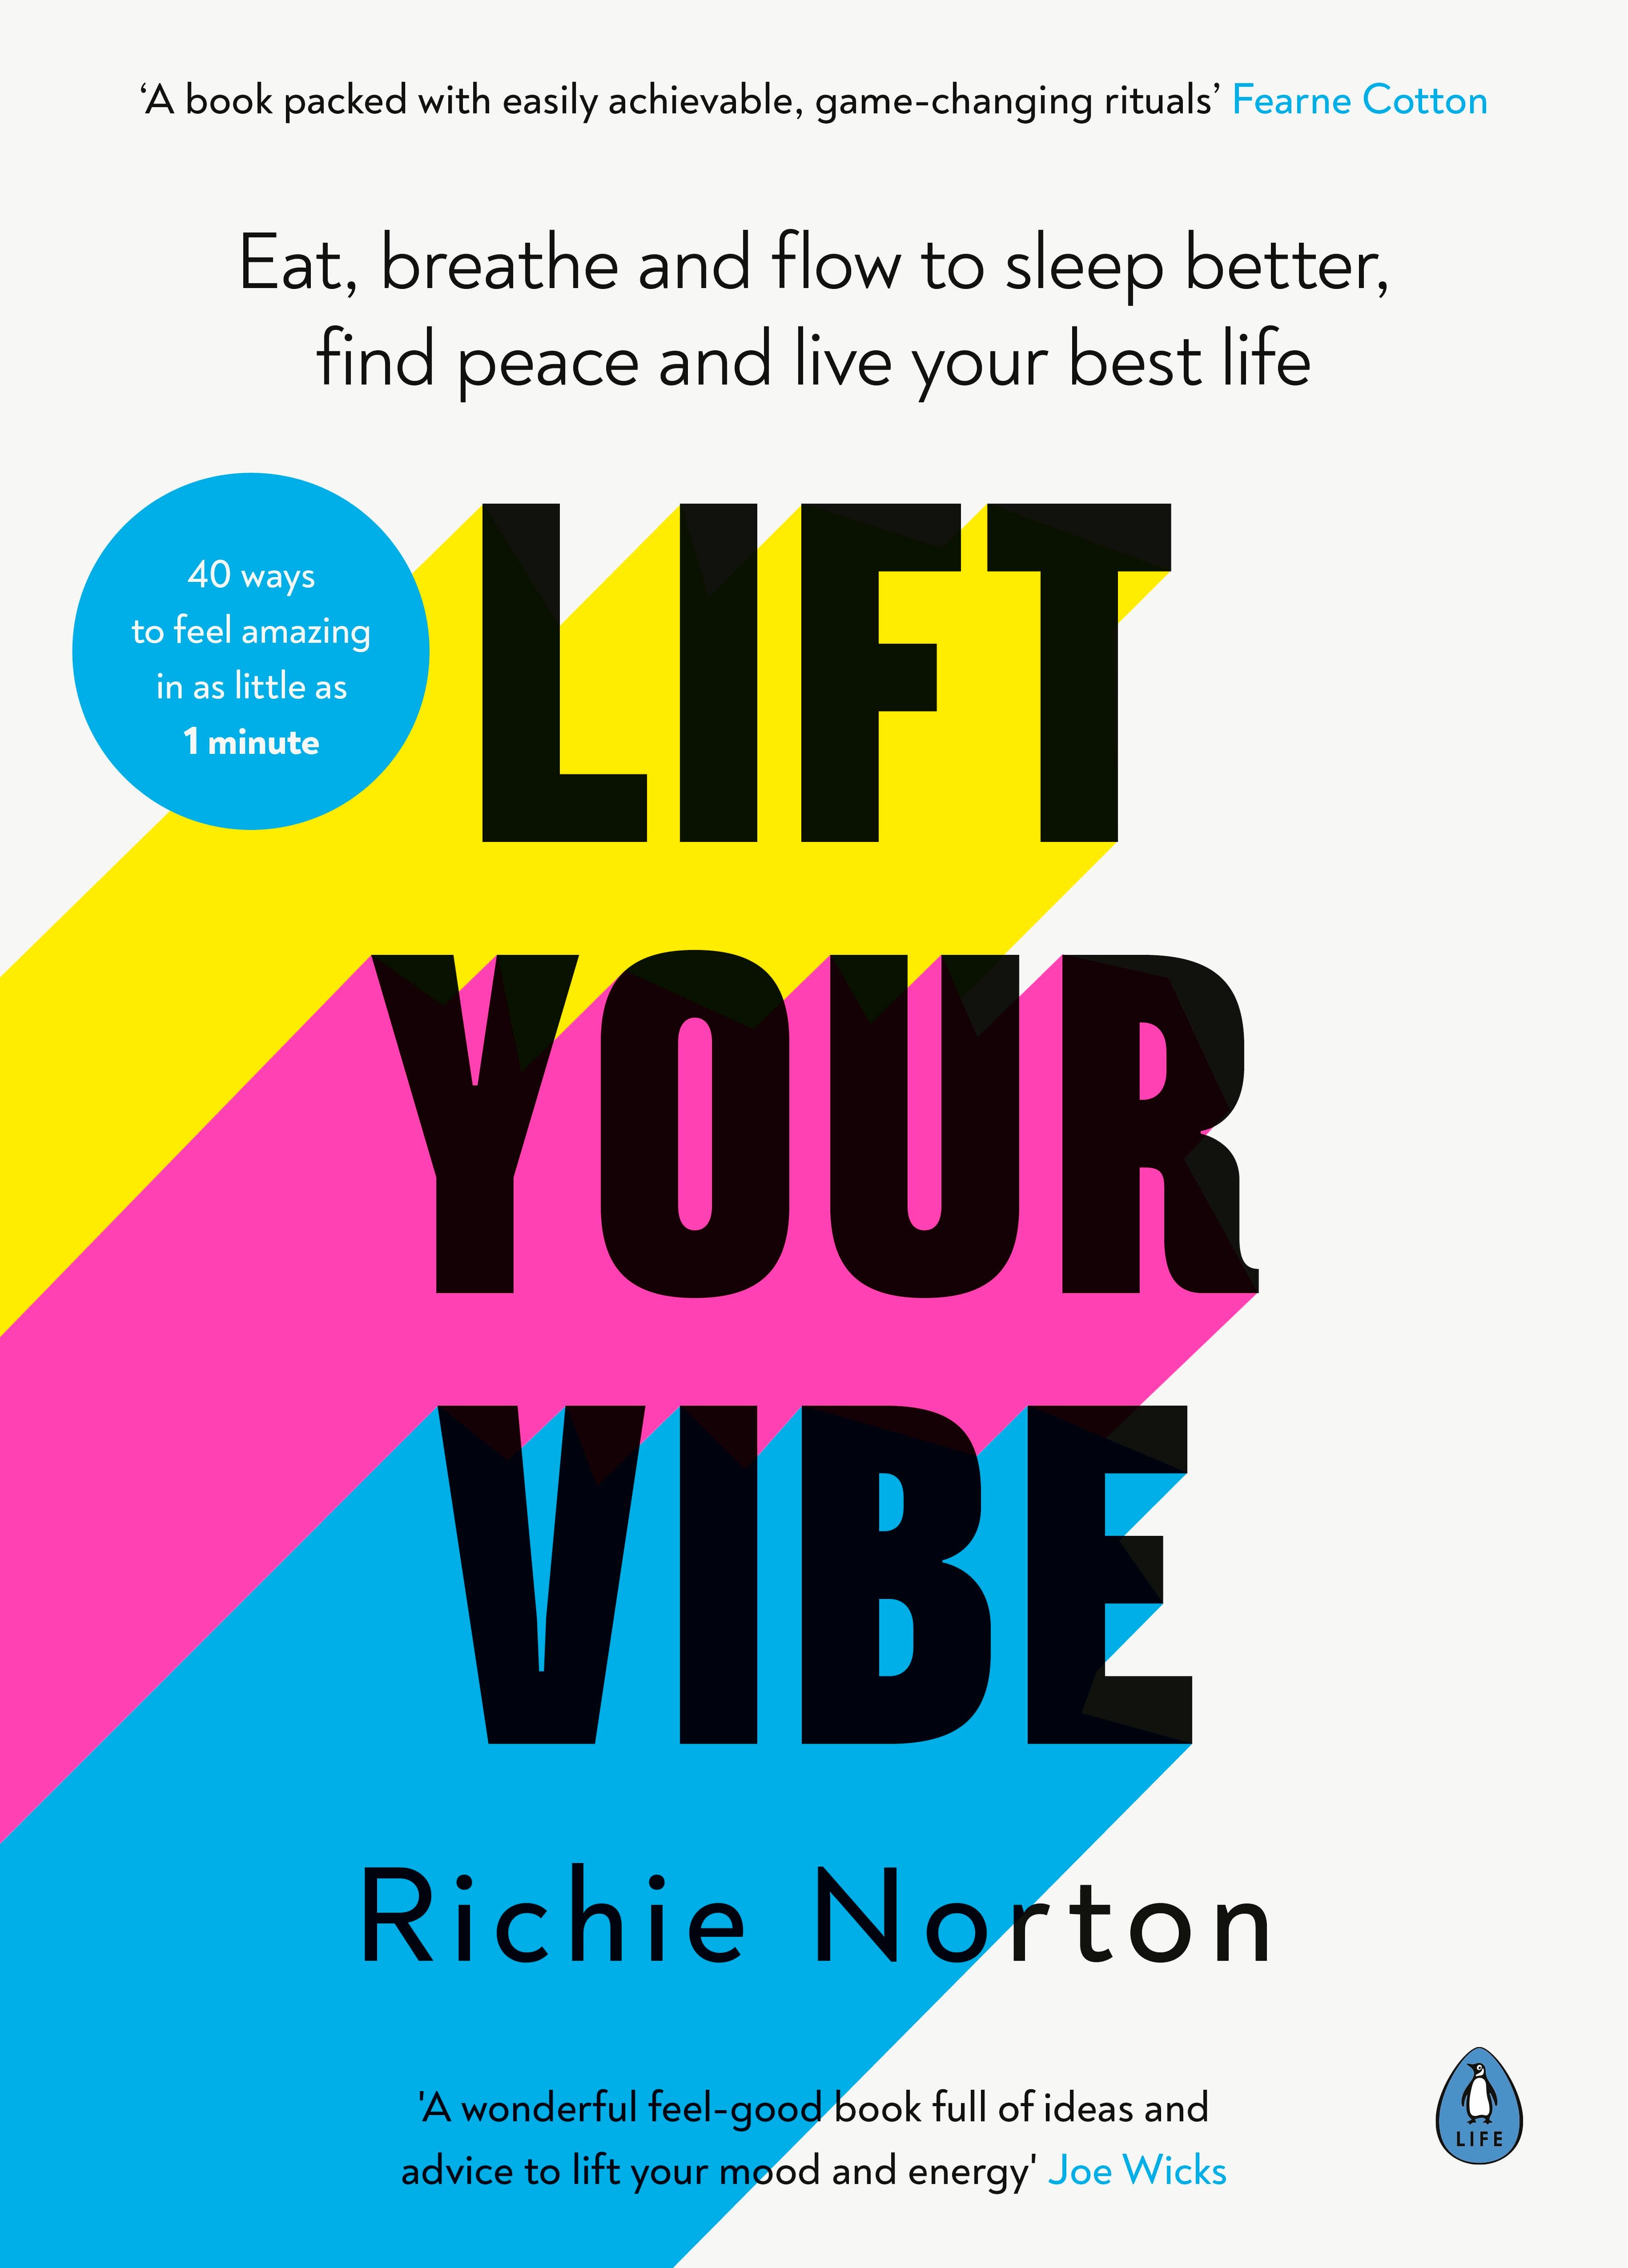 ‘A book packed with easily achievable, game-changing rituals’ Fearne Cotton
Eat, breathe and flow to sleep better,
find peace and live your best life
40 ways
to feel amazing
in as little as
1 minute
LIFT
YOUR
VIBE
Richie Norton
'A wonderful feel-good book full of ideas and
advice to lift your mood and energy' Joe Wicks
LIFE